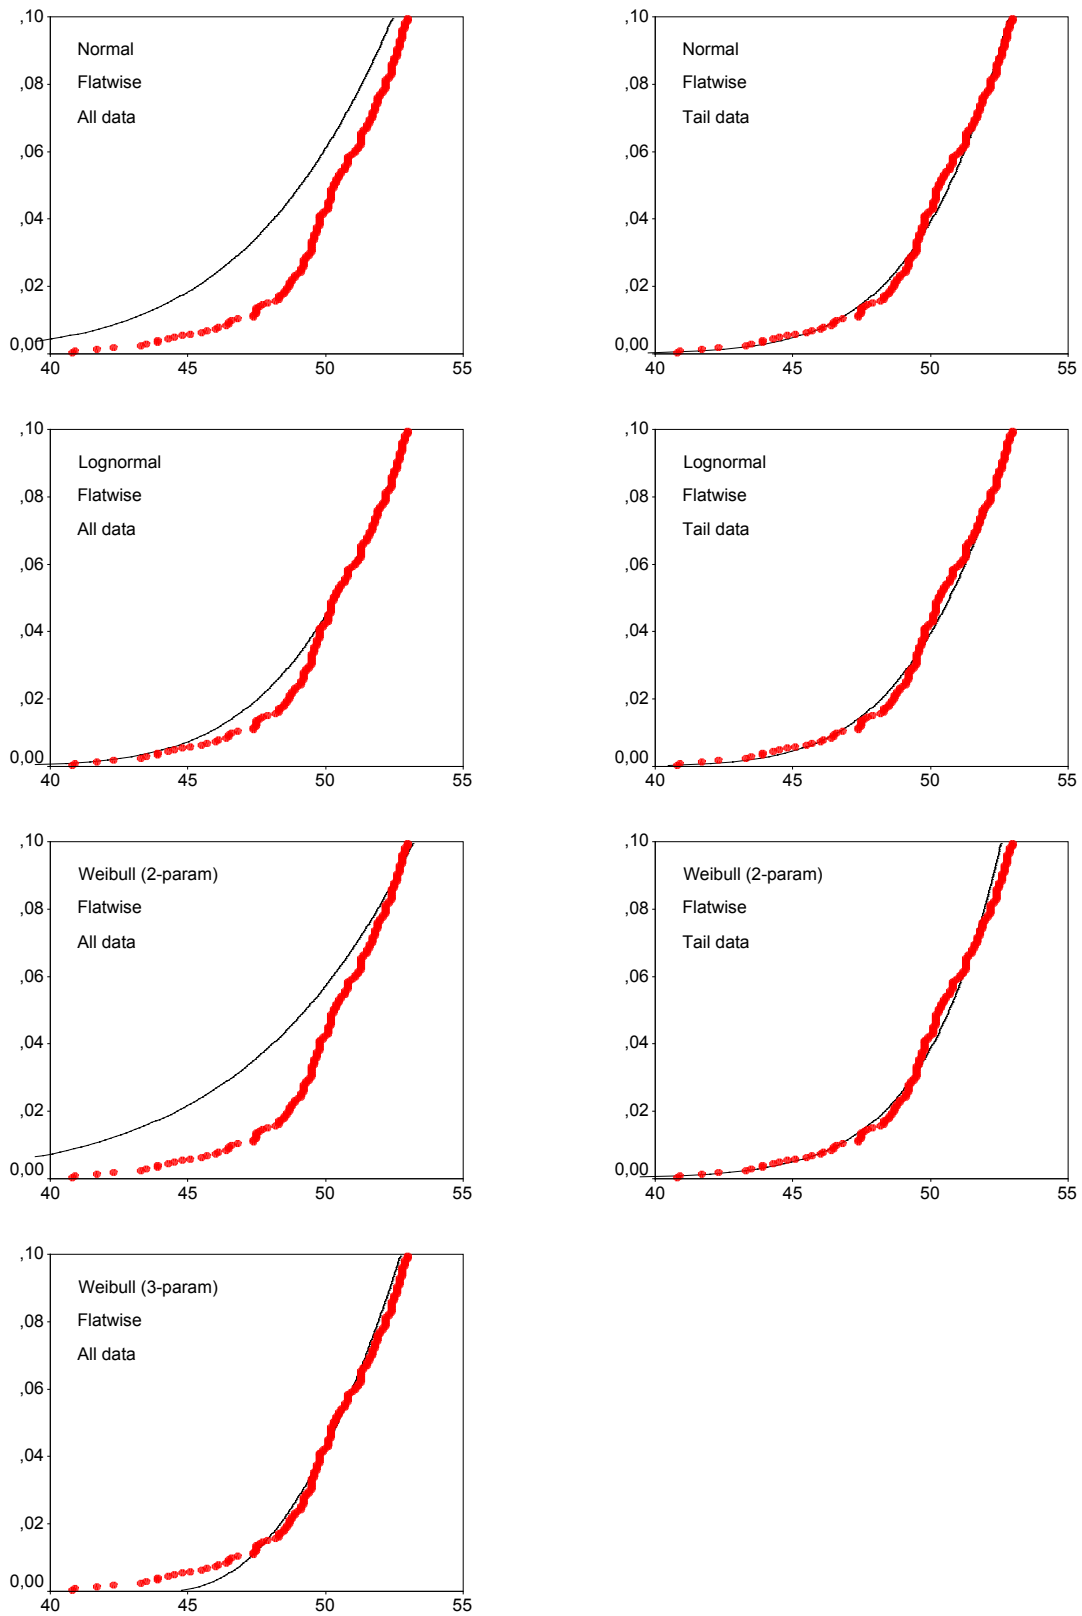 ,10
Normal
Flatwise
All data
,08
,06
,04
,02
0,00
40 45 50 55
,10
Normal
Flatwise
Tail data
,08
,06
,04
,02
0,00
40 45 50 55
,10
Lognormal
Flatwise
All data
,08
,06
,04
,02
0,00
40 45 50 55
,10
Lognormal
Flatwise
Tail data
,08
,06
,04
,02
0,00
40 45 50 55
,10
Weibull (2-param)
Flatwise
All data
,08
,06
,04
,02
0,00
40 45 50 55
,10
Weibull (2-param)
Flatwise
Tail data
,08
,06
,04
,02
0,00
40 45 50 55
,10
Weibull (3-param)
Flatwise
All data
,08
,06
,04
,02
0,00
40 45 50 55